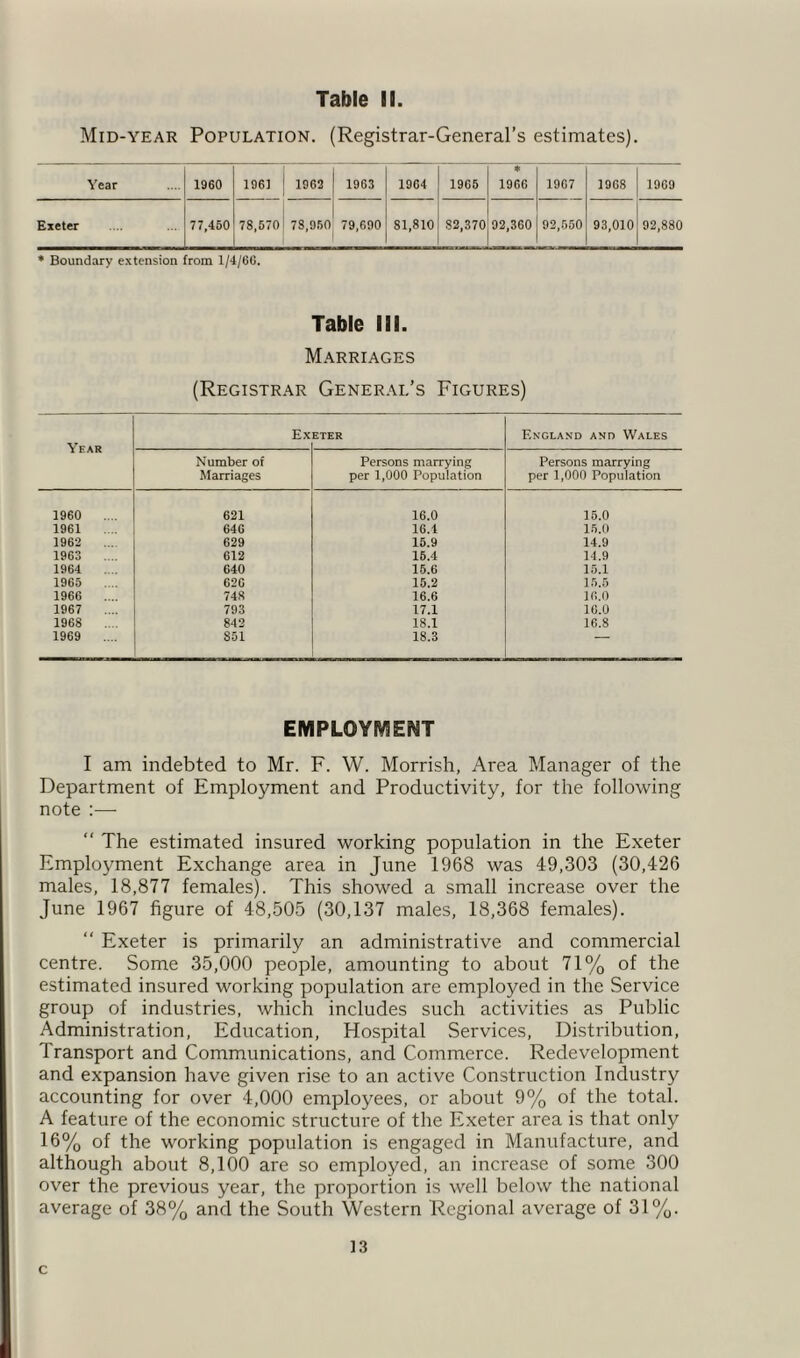 Table II.
Mid-year Population. (Registrar-General's estimates).
Year .... 1960 1961 1962 1963 1964 1965 1966* 1967 1968 1969
Exeter .... .... 77,450 78,570 78,950 79,690 81,810 82,370 92,360 92,550 93,010 92,880
* Boundary extension from 1/4/66.
Table III.
Marriages
(Registrar General's Figures)
Year Exeter England and Wales
Number of Marriages Persons marrying per 1,000 Population Persons marrying per 1,000 Population
1960 .... 621 16.0 15.0
1961 .... 646 16.4 15.0
1962 .... 629 15.9 14.9
1963 .... 612 15.4 14.9
1964 .... 640 15.6 15.1
1965 .... 626 15.2 15.5
1966 .... 748 16.6 16.0
1967 .... 793 17.1 16.0
1968 .... 842 18.1 16.8
1969 .... 851 18.3 —
EMPLOYMENT
I am indebted to Mr. F. W. Morrish, Area Manager of the
Department of Employment and Productivity, for the following
note :—
" The estimated insured working population in the Exeter
Employment Exchange area in June 1968 was 49,303 (30,426
males, 18,877 females). This showed a small increase over the
June 1967 figure of 48,505 (30,137 males, 18,368 females).
" Exeter is primarily an administrative and commercial
centre. Some 35,000 people, amounting to about 71% of the
estimated insured working population are employed in the Service
group of industries, which includes such activities as Public
Administration, Education, Hospital Services, Distribution,
Transport and Communications, and Commerce. Redevelopment
and expansion have given rise to an active Construction Industry
accounting for over 4,000 employees, or about 9% of the total.
A feature of the economic structure of the Exeter area is that only
16% of the working population is engaged in Manufacture, and
although about 8,100 are so employed, an increase of some 300
over the previous year, the proportion is well below the national
average of 38% and the South Western Regional average of 31%.
13
c